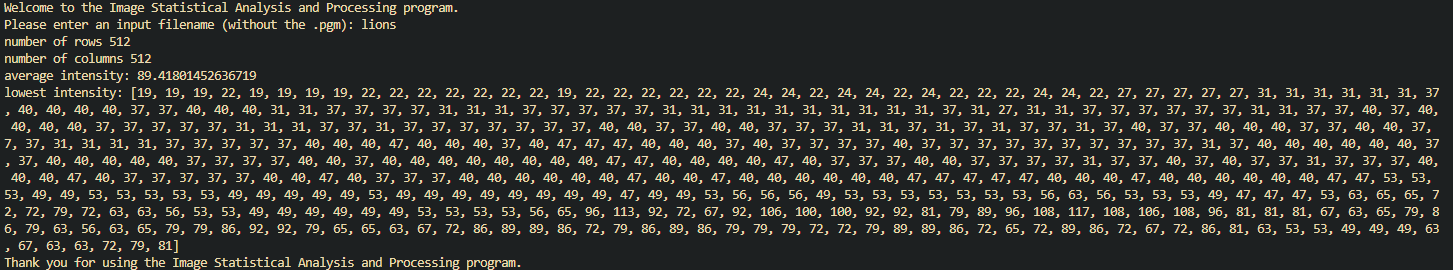 Welcome to the Image Statistical Analysis and Processing program.
Please enter an input filename (without the .pgm): lions
number of rows 512
number of columns 512
average intensity: 89.41801452636719
lowest intensity: [19, 19, 19, 22, 19, 19, 19, 19, 22, 22, 22, 22, 22, 22, 22, 19, 22, 22, 22, 22, 22, 22, 24, 24, 22, 24, 24, 22, 24, 22, 22, 22, 24, 24, 22, 27, 27, 27, 27, 27, 31, 31, 31, 31, 31, 31, 37
, 40, 40, 40, 40, 37, 37, 40, 40, 40, 31, 31, 37, 37, 37, 37, 31, 31, 31, 37, 37, 37, 37, 37, 31, 31, 31, 31, 31, 31, 31, 31, 37, 31, 27, 31, 31, 37, 37, 37, 37, 37, 37, 31, 31, 37, 37, 40, 37, 40,
40, 40, 40, 37, 37, 37, 37, 37, 31, 31, 31, 37, 37, 31, 37, 37, 37, 37, 37, 37, 37, 40, 40, 37, 37, 40, 40, 37, 37, 37, 31, 31, 37, 31, 37, 31, 37, 37, 31, 37, 40, 37, 37, 40, 40, 40, 37, 37, 40, 40, 37, 3
7, 37, 31, 31, 31, 31, 37, 37, 37, 37, 37, 40, 40, 40, 47, 40, 40, 40, 37, 40, 47, 47, 47, 40, 40, 40, 37, 40, 37, 37, 37, 37, 40, 37, 37, 37, 37, 37, 37, 37, 37, 37, 37, 31, 37, 40, 40, 40, 40, 40, 37
, 37, 40, 40, 40, 40, 40, 37, 37, 37, 37, 40, 40, 37, 40, 40, 40, 40, 40, 40, 40, 40, 47, 47, 40, 40, 40, 40, 40, 47, 40, 37, 37, 37, 40, 40, 37, 37, 37, 37, 37, 31, 37, 37, 40, 37, 40, 37, 37, 31, 37, 37, 37, 40,
40, 40, 47, 40, 37, 37, 37, 37, 37, 40, 40, 47, 40, 37, 37, 37, 40, 40, 40, 40, 40, 40, 40, 47, 47, 40, 40, 40, 40, 40, 40, 40, 47, 47, 47, 40, 40, 40, 47, 40, 40, 47, 47, 47, 47, 47, 53, 53,
53, 49, 49, 53, 53, 53, 53, 53, 49, 49, 49, 49, 49, 53, 49, 49, 49, 49, 49, 49, 49, 49, 47, 49, 49, 53, 56, 56, 56, 49, 53, 53, 53, 53, 53, 53, 53, 56, 63, 56, 53, 53, 53, 49, 47, 47, 47, 53, 63, 65, 65, 7
2, 72, 79, 72, 63, 63, 56, 53, 53, 49, 49, 49, 49, 49, 49, 53, 53, 53, 53, 56, 65, 96, 113, 92, 72, 67, 92, 106, 100, 100, 92, 92, 81, 79, 89, 96, 108, 117, 108, 106, 108, 96, 81, 81, 81, 67, 63, 65, 79, 8
6, 79, 63, 56, 63, 65, 79, 79, 86, 92, 92, 79, 65, 65, 63, 67, 72, 86, 89, 89, 86, 72, 79, 86, 89, 86, 79, 79, 79, 72, 72, 79, 89, 89, 86, 72, 65, 72, 89, 86, 72, 67, 72, 86, 81, 63, 53, 53, 49, 49, 49, 63
, 67, 63, 63, 72, 79, 81]
Thank you for using the Image Statistical Analysis and Processing program.